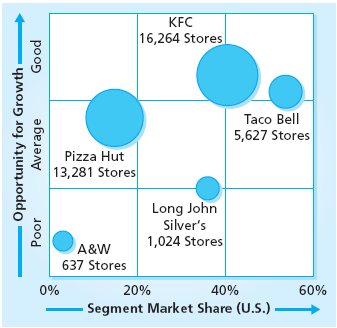 KFC
16,264 Stores
Good
Taco Bell
5,627 Stores
Opportunity for Growth
Average
Pizza Hut
13,281 Stores
Long John
Silver's
1,024 Stores
Poor
A&W
637 Stores
0%
20%
40%
60%
Segment Market Share (U.S.)